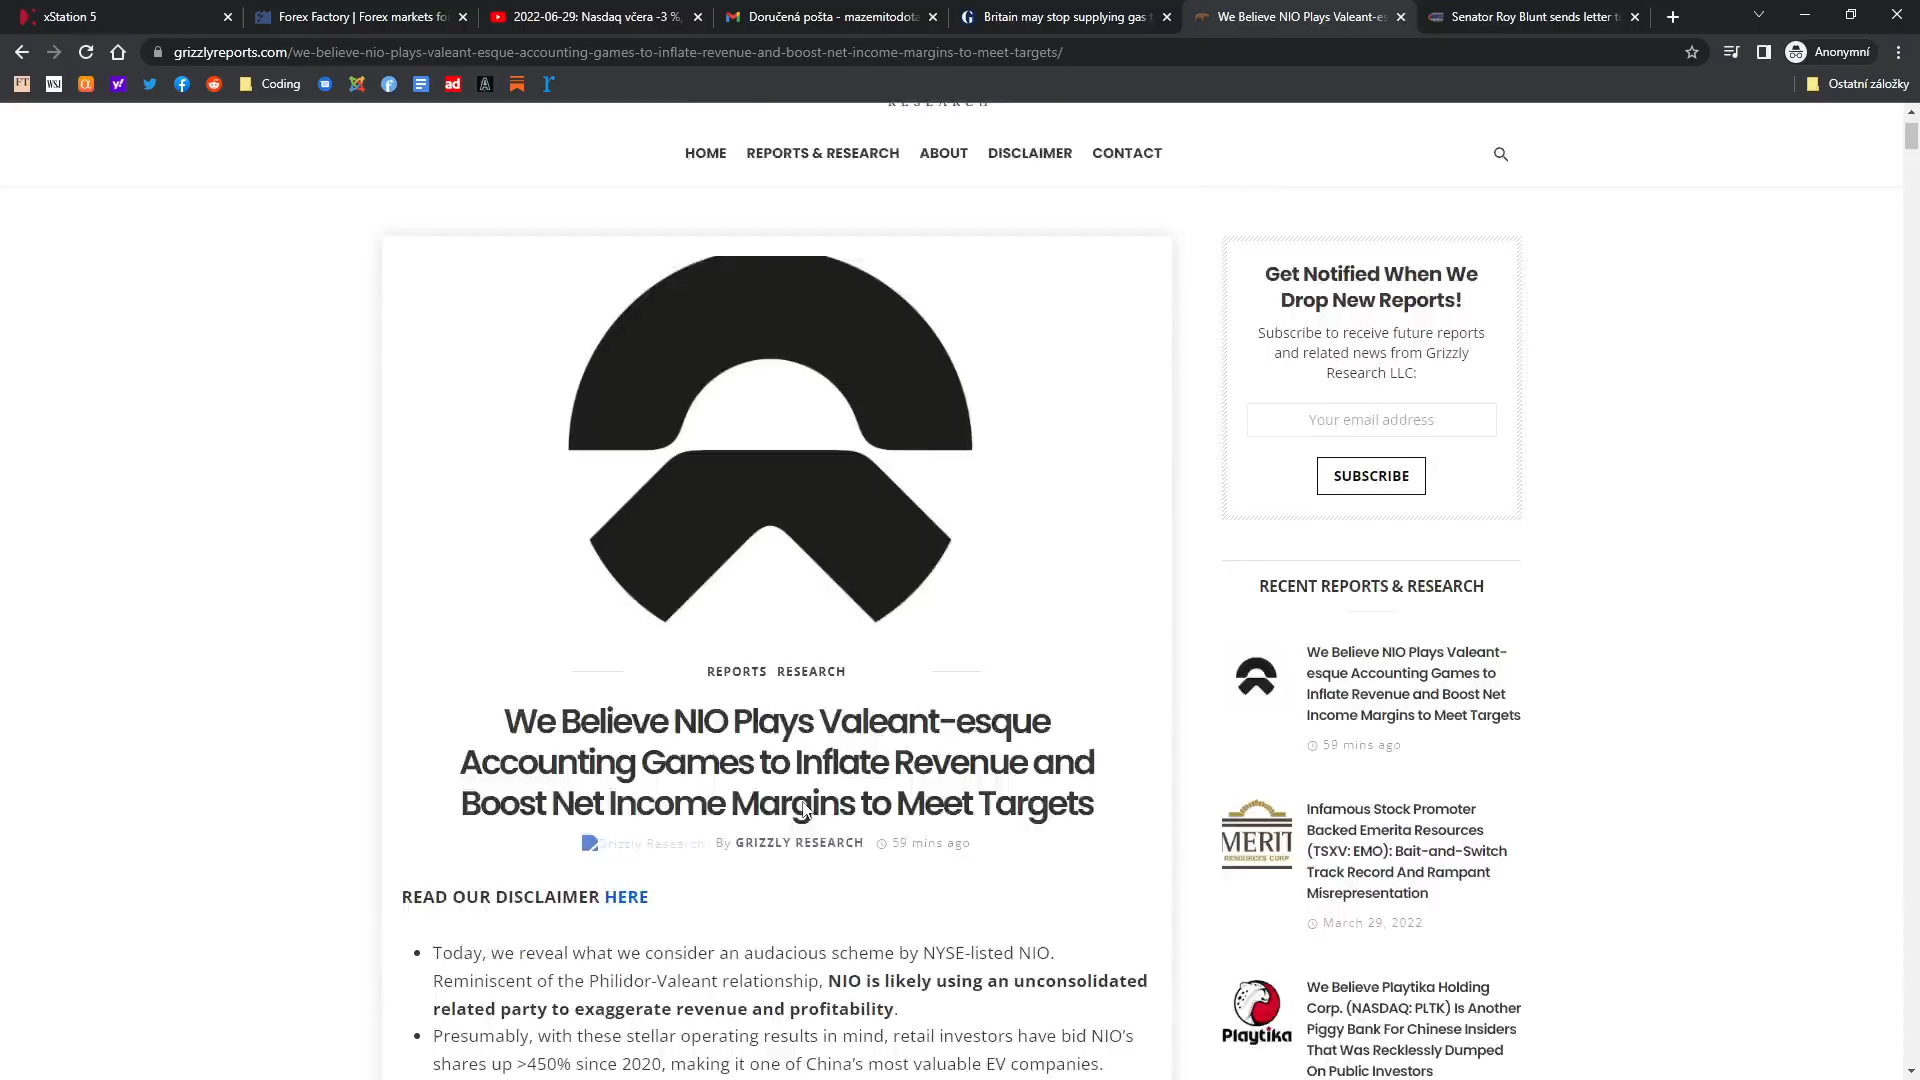 xStation 5
Forex Factory | Forex markets fo
2022-06-29: Nasdaq včera -3 %,
Doručená pošta - mazemitodota
Britain may stop supplying gas t
We Believe NIO Plays Valeant-es
Senator Roy Blunt sends letter t
grizzlyreports.com/we-believe-nio-plays-valeant-esque-accounting-games-to-inflate-revenue-and-boost-net-income-margins-to-meet-targets/
Anonymní
FT
WSJ
Coding
ad
Ostatní záložky
RESEARCH
HOME
REPORTS & RESEARCH
ABOUT
DISCLAIMER
CONTACT
REPORTS RESEARCH
We Believe NIO Plays Valeant-esque
Accounting Games to Inflate Revenue and
Boost Net Income Margins to Meet Targets
Grizzly Research By GRIZZLY RESEARCH 59 mins ago
READ OUR DISCLAIMER HERE
• Today, we reveal what we consider an audacious scheme by NYSE-listed NIO.
Reminiscent of the Philidor-Valeant relationship, NIO is likely using an unconsolidated
related party to exaggerate revenue and profitability.
• Presumably, with these stellar operating results in mind, retail investors have bid NIO's
shares up >450% since 2020, making it one of China's most valuable EV companies.
Get Notified When We
Drop New Reports!
Subscribe to receive future reports
and related news from Grizzly
Research LLC:
Your email address
SUBSCRIBE
RECENT REPORTS & RESEARCH
We Believe NIO Plays Valeant-
esque Accounting Games to
Inflate Revenue and Boost Net
Income Margins to Meet Targets
59 mins ago
EMERITA
RESOURCES CORP
Infamous Stock Promoter
Backed Emerita Resources
(TSXV: EMO): Bait-and-Switch
Track Record And Rampant
Misrepresentation
March 29, 2022
Playtika
We Believe Playtika Holding
Corp. (NASDAQ: PLTK) Is Another
Piggy Bank For Chinese Insiders
That Was Recklessly Dumped
On Public Investors